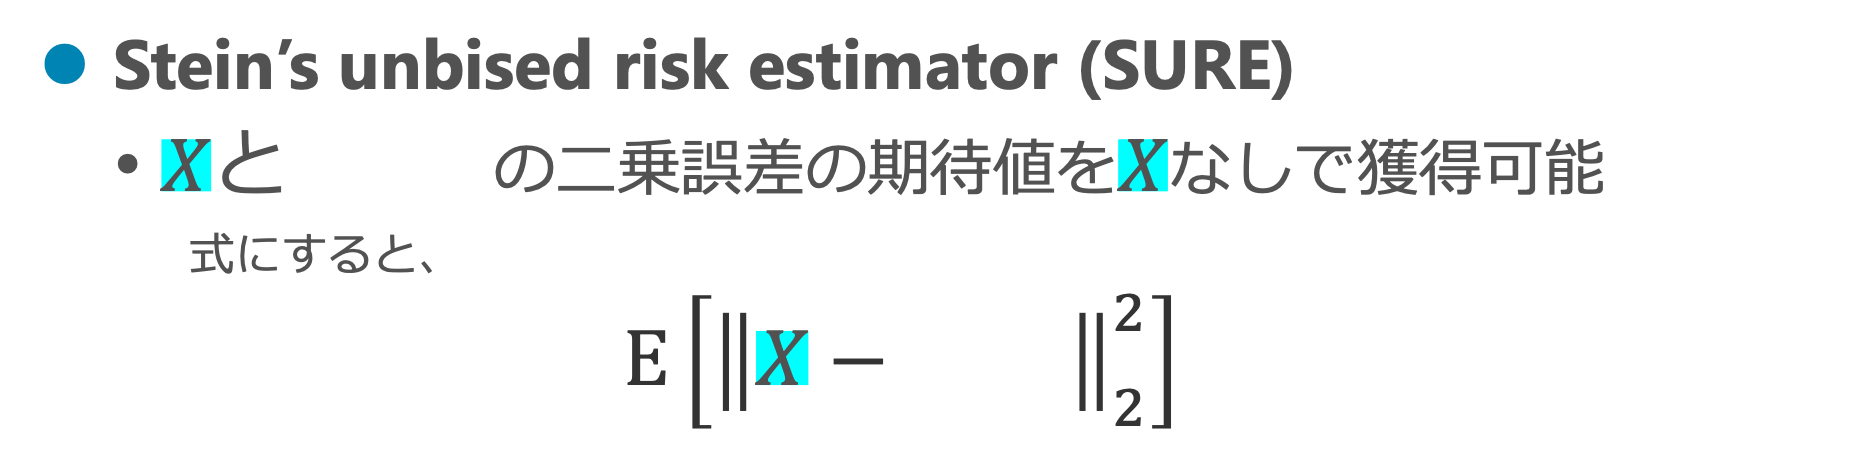 ● Stein’s unbised risk estimator (SURE)
• Xと の二乗誤差の期待値をXなしで獲得可能
式にすると、
E[‖X − ‖²₂]